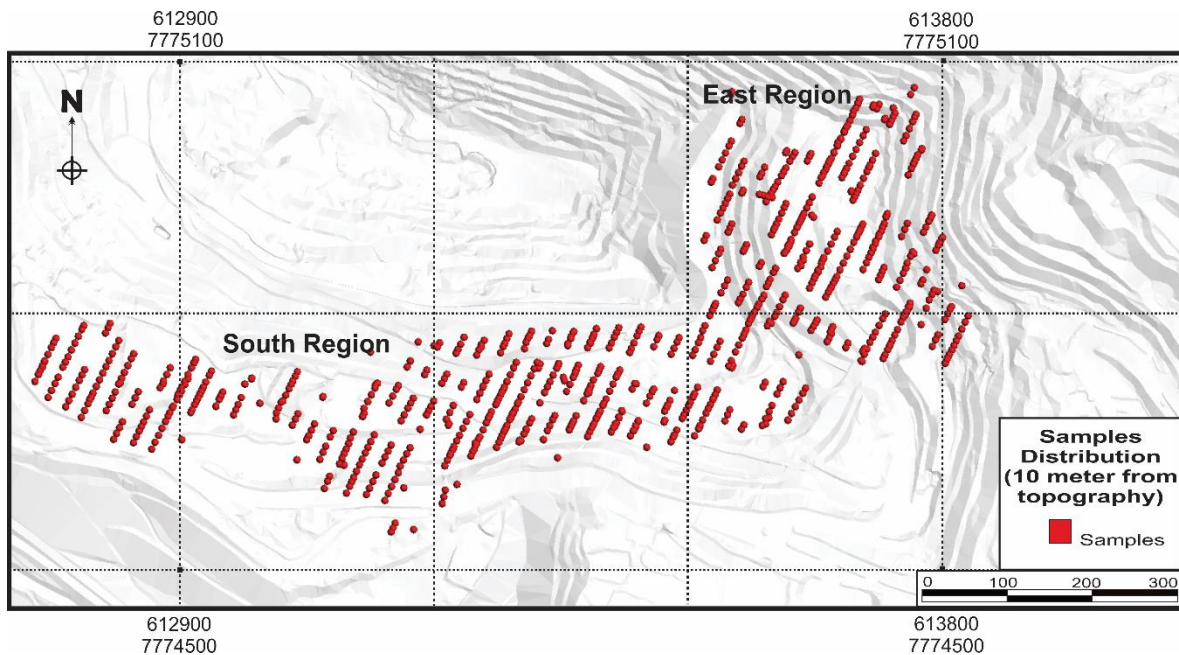 612900
7775100
613800
7775100
N
East Region
South Region
Samples
Distribution
(10 meter from
topography)
Samples
0 100 200 300
612900
7774500
613800
7774500